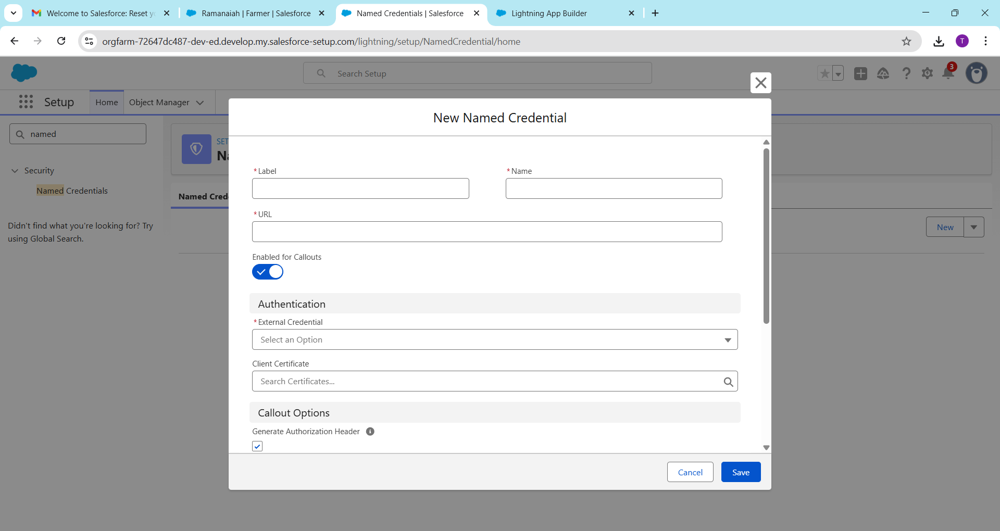 Welcome to Salesforce: Reset yo
Ramanaiah | Farmer | Salesforce
Named Credentials | Salesforce
Lightning App Builder
orgfarm-72647dc487-dev-ed.develop.my.salesforce-setup.com/lightning/setup/NamedCredential/home
T
Search Setup
3
Setup
Home
Object Manager
named
Security
Named Credentials
Didn't find what you're looking for? Try
using Global Search.
SET
Na
Named Cred
New
New Named Credential
*Label
*Name
*URL
Enabled for Callouts
Authentication
*External Credential
Select an Option
Client Certificate
Search Certificates...
Callout Options
Generate Authorization Header
Cancel
Save